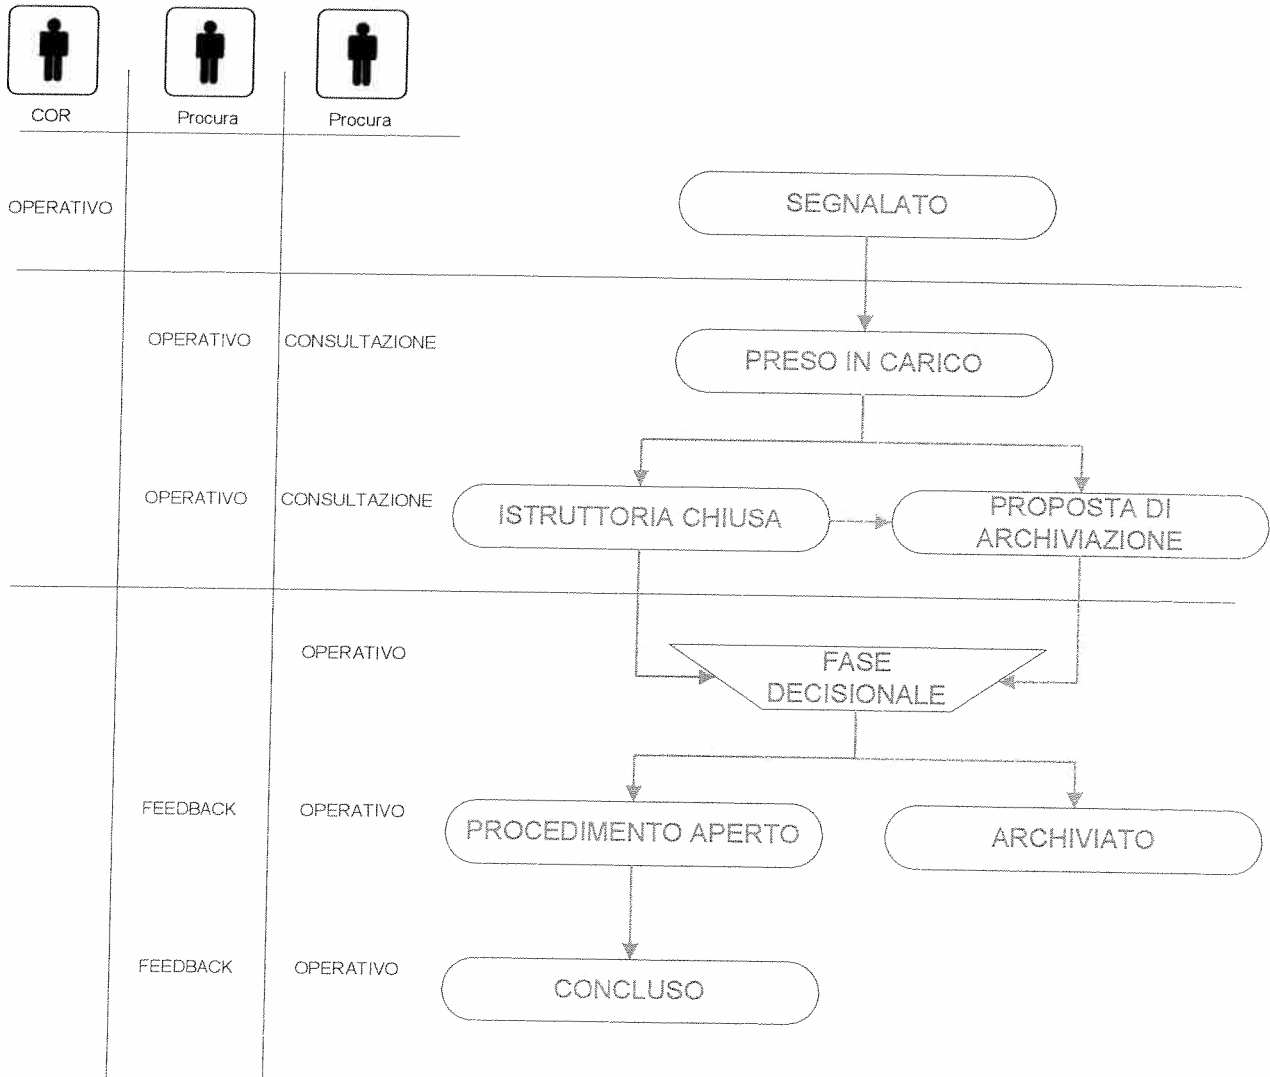 COR
Procura
Procura
OPERATIVO
SEGNALATO
OPERATIVO
CONSULTAZIONE
PRESO IN CARICO
OPERATIVO
CONSULTAZIONE
ISTRUTTORIA CHIUSA
PROPOSTA DI
ARCHIVIAZIONE
OPERATIVO
FASE
DECISIONALE
FEEDBACK
OPERATIVO
PROCEDIMENTO APERTO
ARCHIVIATO
FEEDBACK
OPERATIVO
CONCLUSO